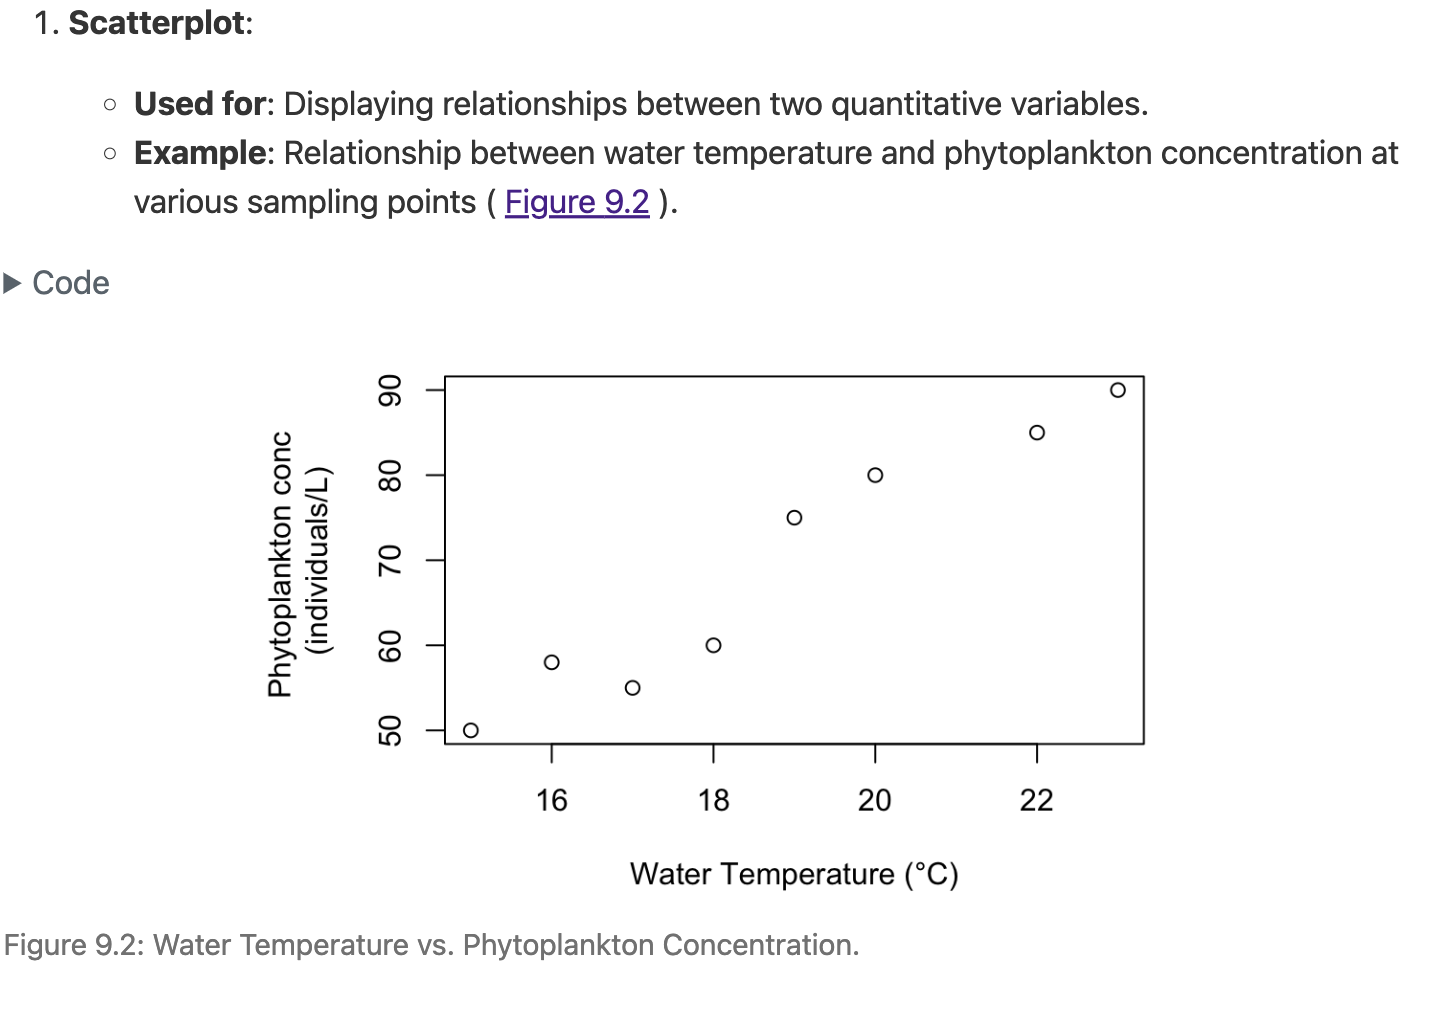 1. Scatterplot:
○ Used for: Displaying relationships between two quantitative variables.
○ Example: Relationship between water temperature and phytoplankton concentration at
various sampling points ( Figure 9.2 ).
▶ Code
Phytoplankton conc
(individuals/L)
90
80
70
60
50
16 18 20 22
Water Temperature (°C)
Figure 9.2: Water Temperature vs. Phytoplankton Concentration.